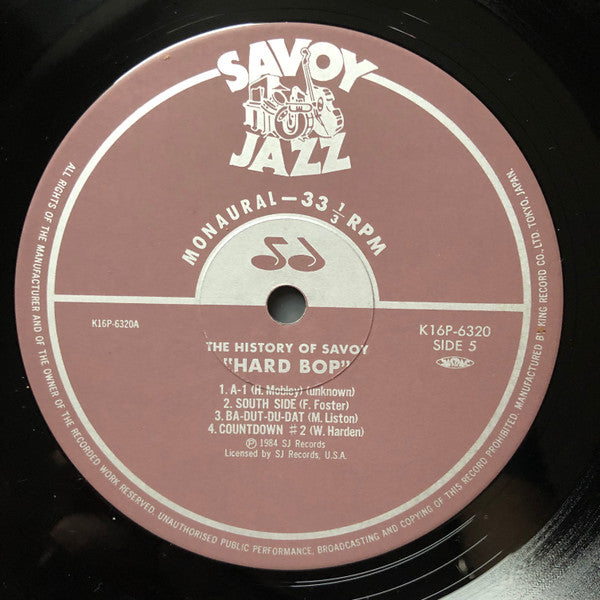 SAVOY
JAZZ
MONAURAL–33 1/3 RPM
K16P-6320A
K16P-6320
SIDE 5
THE HISTORY OF SAVOY
"HARD BOP"
1. A-1 (H. Mobley) (unknown)
2. SOUTH SIDE (F. Foster)
3. BA-DUT-DU-DAT (M. Liston)
4. COUNTDOWN #2 (W. Harden)
Ⓟ 1984 SJ Records
Licensed by SJ Records, U.S.A.
ALL RIGHTS OF THE MANUFACTURER AND OF THE OWNER OF THE RECORDED WORK RESERVED. UNAUTHORISED PUBLIC PERFORMANCE, BROADCASTING AND COPYING OF THIS RECORD PROHIBITED. MANUFACTURED BY KING RECORD CO., LTD. TOKYO, JAPAN.